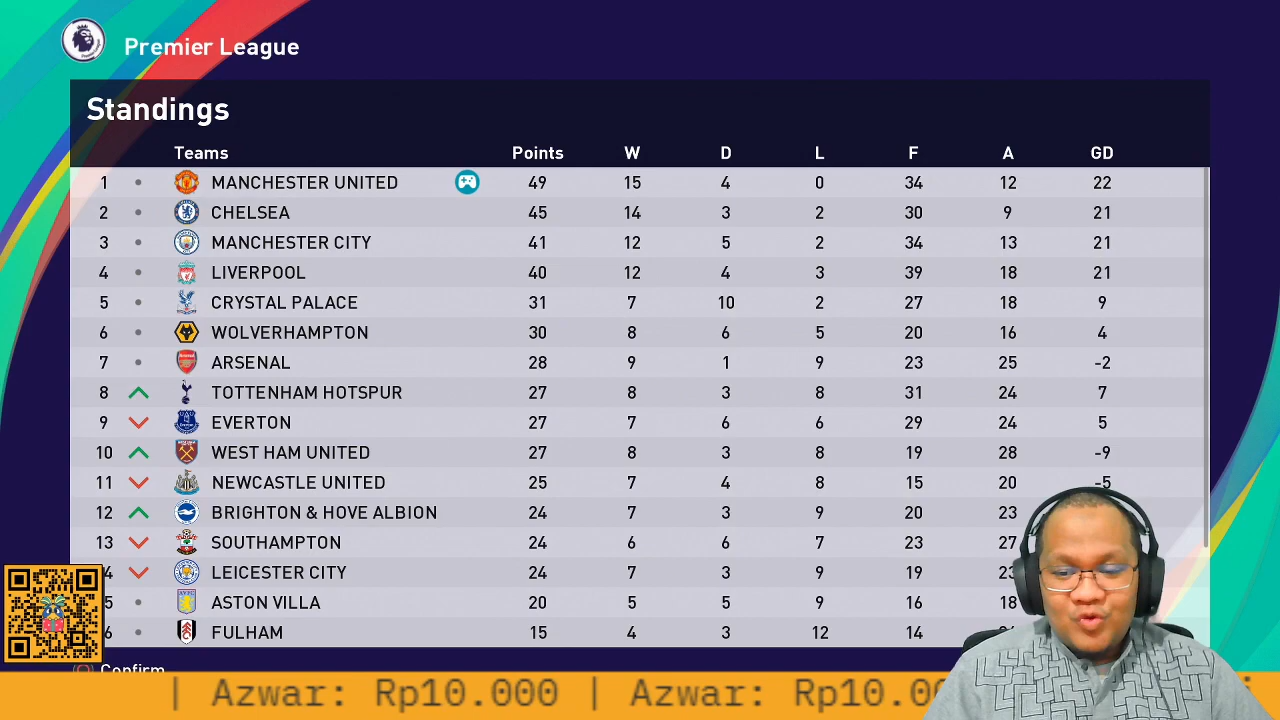 Premier League
Standings
Teams Points W D L F A GD
1 MANCHESTER UNITED 49 15 4 0 34 12 22
2 CHELSEA 45 14 3 2 30 9 21
3 MANCHESTER CITY 41 12 5 2 34 13 21
4 LIVERPOOL 40 12 4 3 39 18 21
5 CRYSTAL PALACE 31 7 10 2 27 18 9
6 WOLVERHAMPTON 30 8 6 5 20 16 4
7 ARSENAL 28 9 1 9 23 25 -2
8 TOTTENHAM HOTSPUR 27 8 3 8 31 24 7
9 EVERTON 27 7 6 6 29 24 5
10 WEST HAM UNITED 27 8 3 8 19 28 -9
11 NEWCASTLE UNITED 25 7 4 8 15 20 -5
12 BRIGHTON & HOVE ALBION 24 7 3 9 20 23
13 SOUTHAMPTON 24 6 6 7 23 27
4 LEICESTER CITY 24 7 3 9 19 23
5 ASTON VILLA 20 5 5 9 16 18
6 FULHAM 15 4 3 12 14
Confirm
| Azwar: Rp10.000 | Azwar: Rp10.00